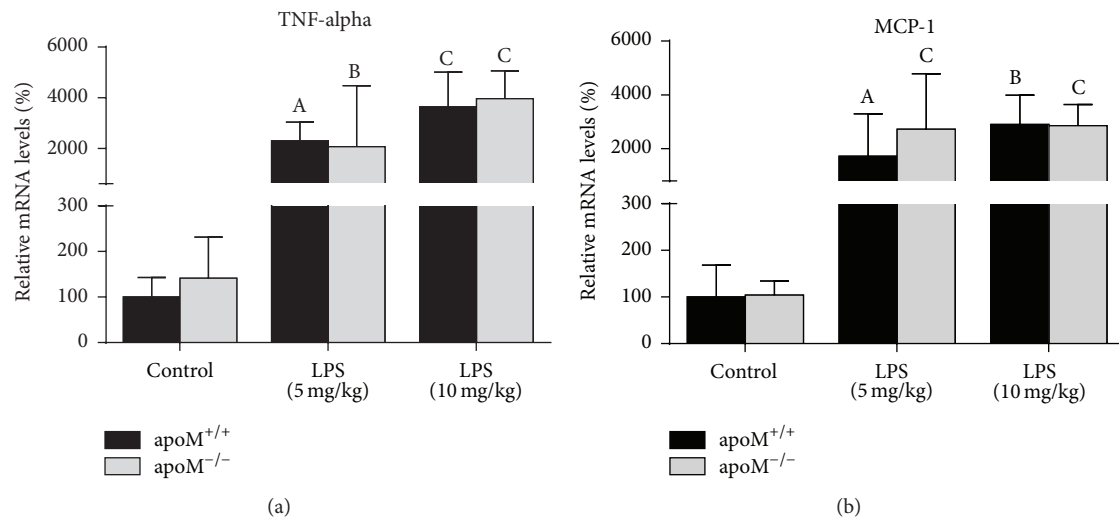 TNF-alpha
Relative mRNA levels (%)
6000
4000
2000
300
200
100
0
A
B
C
C
Control
LPS
(5 mg/kg)
LPS
(10 mg/kg)
apoM+/+
apoM−/−
(a)
MCP-1
Relative mRNA levels (%)
6000
4000
2000
300
200
100
0
A
C
B
C
Control
LPS
(5 mg/kg)
LPS
(10 mg/kg)
apoM+/+
apoM−/−
(b)